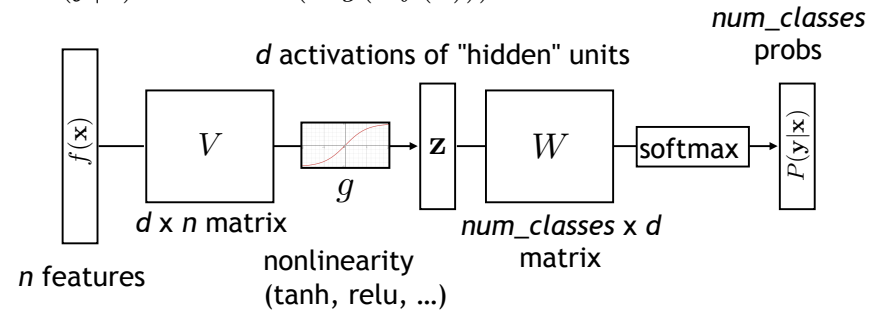 num_classes
probs
d activations of "hidden" units
f(x)
V
g
z
W
softmax
P(y|x)
d x n matrix
num_classes x d
matrix
n features
nonlinearity
(tanh, relu, …)